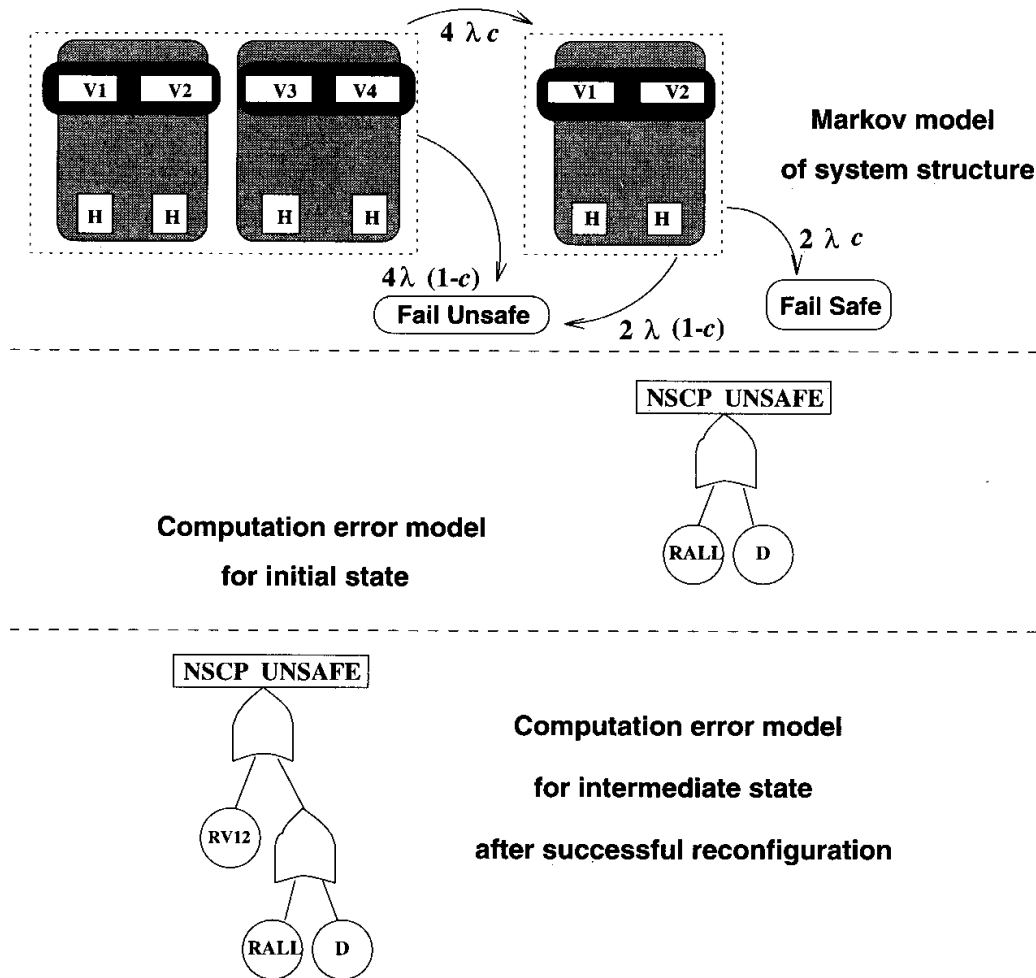 4 λ c
V1 V2 V3 V4 V1 V2
Markov model
of system structure
H H H H H H
2 λ c
4λ (1-c)
Fail Unsafe
Fail Safe
2 λ (1-c)
NSCP UNSAFE
Computation error model
for initial state
RALL D
NSCP UNSAFE
Computation error model
for intermediate state
after successful reconfiguration
RV12
RALL D